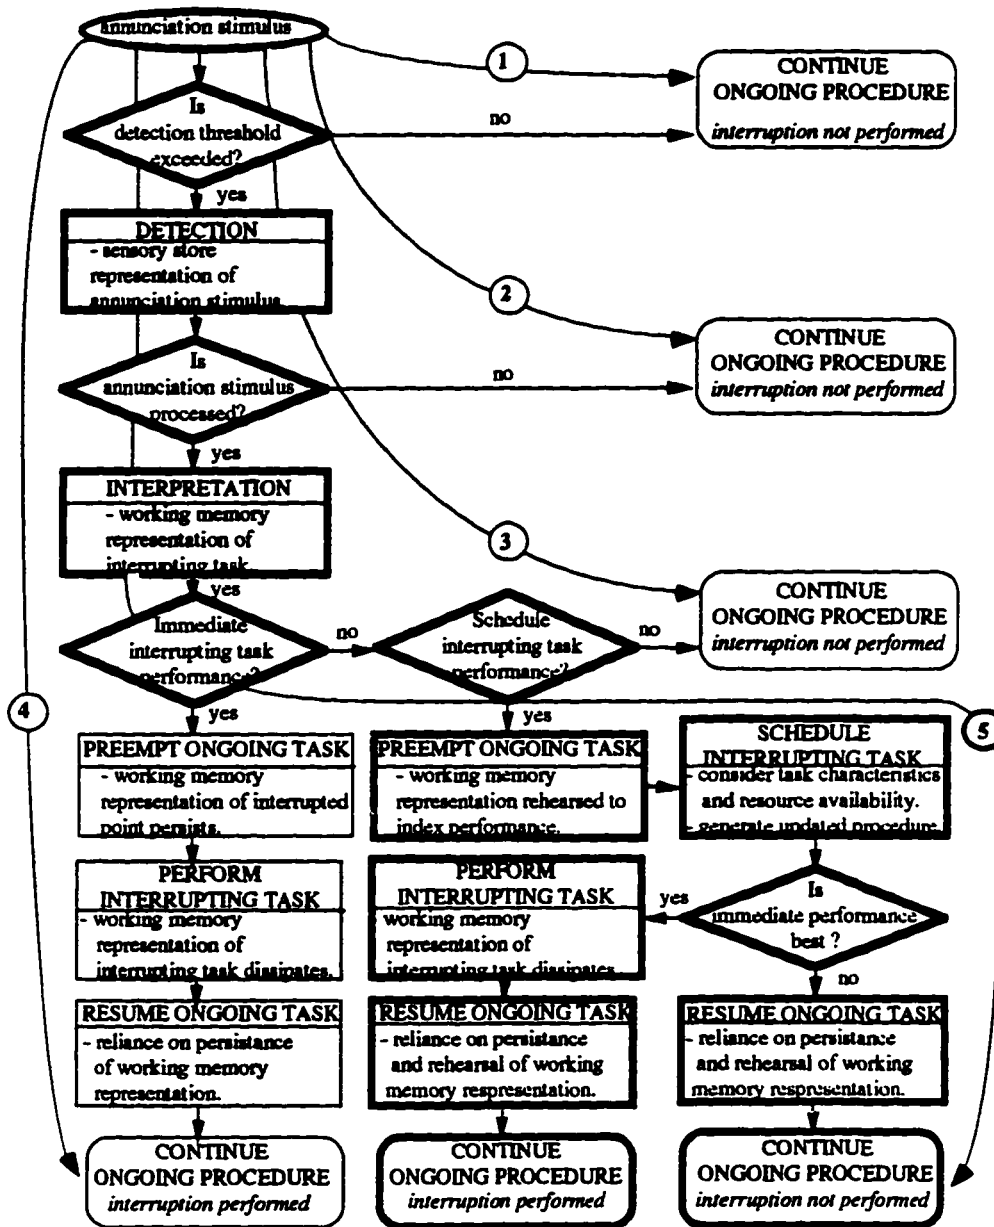 annunciation stimulus
1
CONTINUE
ONGOING PROCEDURE
interruption not performed
Is
detection threshold
exceeded?
no
yes
DETECTION
- sensory store
representation of
annunciation stimulus.
2
CONTINUE
ONGOING PROCEDURE
interruption not performed
Is
annunciation stimulus
processed?
no
yes
INTERPRETATION
- working memory
representation of
interrupting task.
3
CONTINUE
ONGOING PROCEDURE
interruption not performed
yes
Immediate
interrupting task
performance?
no
Schedule
interrupting task
performance?
no
4
yes
yes
5
PREEMPT ONGOING TASK
- working memory
representation of interrupted
point persists.
PREEMPT ONGOING TASK
- working memory
representation rehearsed to
index performance.
SCHEDULE
INTERRUPTING TASK
- consider task characteristics
and resource availability.
- generate updated procedure
PERFORM
INTERRUPTING TASK
- working memory
representation of
interrupting task dissipates.
PERFORM
INTERRUPTING TASK
working memory
representation of
interrupting task dissipates
yes
Is
immediate performance
best ?
no
RESUME ONGOING TASK
- reliance on persistance
of working memory
representation.
RESUME ONGOING TASK
- reliance on persistance
and rehearsal of working
memory respresentation.
RESUME ONGOING TASK
- reliance on persistance
and rehearsal of working
memory respresentation.
CONTINUE
ONGOING PROCEDURE
interruption performed
CONTINUE
ONGOING PROCEDURE
interruption performed
CONTINUE
ONGOING PROCEDURE
interruption not performed